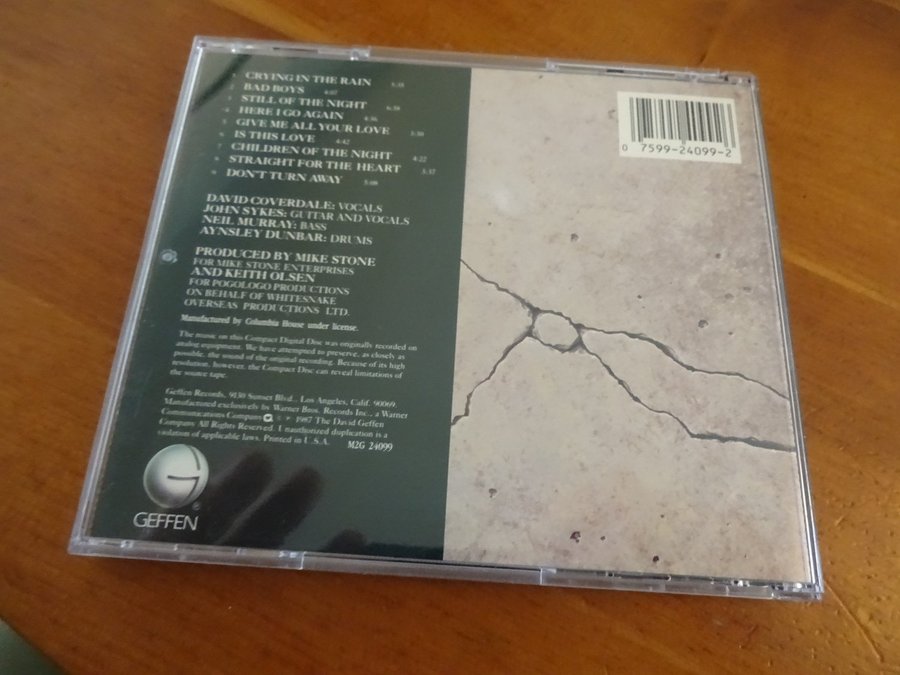 1 CRYING IN THE RAIN 5:35
2 BAD BOYS 4:07
3 STILL OF THE NIGHT 6:38
4 HERE I GO AGAIN 4:36
5 GIVE ME ALL YOUR LOVE 3:30
6 IS THIS LOVE 4:42
7 CHILDREN OF THE NIGHT 4:22
8 STRAIGHT FOR THE HEART 3:37
9 DON'T TURN AWAY 5:08
DAVID COVERDALE: VOCALS
JOHN SYKES: GUITAR AND VOCALS
NEIL MURRAY: BASS
AYNSLEY DUNBAR: DRUMS
PRODUCED BY MIKE STONE
FOR MIKE STONE ENTERPRISES
AND KEITH OLSEN
FOR POGOLOGO PRODUCTIONS
ON BEHALF OF WHITESNAKE
OVERSEAS PRODUCTIONS LTD.
Manufactured by Columbia House under license.
The music on this Compact Digital Disc was originally recorded on
analog equipment. We have attempted to preserve, as closely as
possible, the sound of the original recording. Because of its high
resolution, however, the Compact Disc can reveal limitations of
the source tape.
Geffen Records, 9130 Sunset Blvd., Los Angeles, Calif. 90069.
Manufactured exclusively by Warner Bros. Records Inc., a Warner
Communications Company © ℗ 1987 The David Geffen
Company All Rights Reserved. Unauthorized duplication is a
violation of applicable laws. Printed in U.S.A.
M2G 24099
GEFFEN ®
0 7599-24099-2